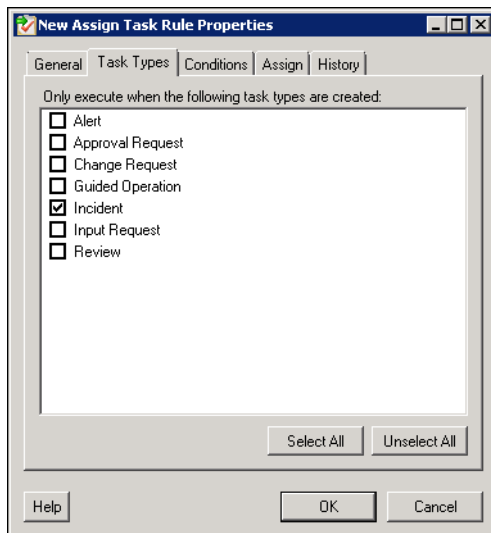 New Assign Task Rule Properties
General Task Types Conditions Assign History
Only execute when the following task types are created:
Alert
Approval Request
Change Request
Guided Operation
Incident
Input Request
Review
Select All Unselect All
Help OK Cancel